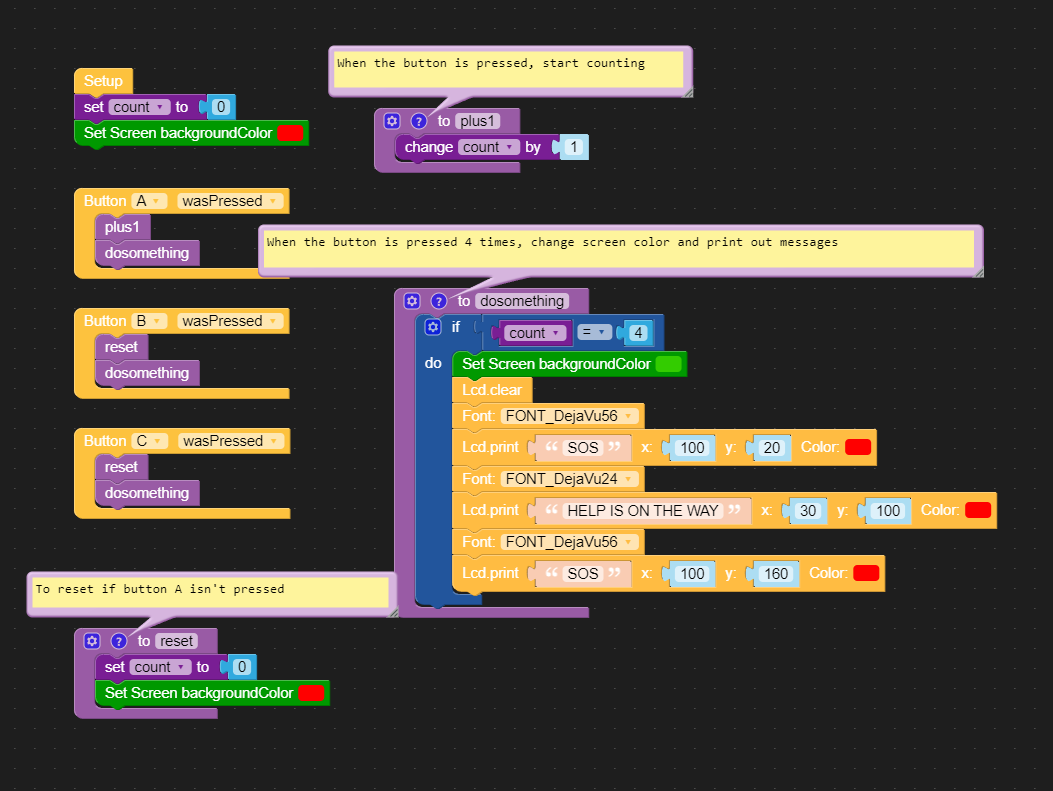 Setup
set count to 0
Set Screen backgroundColor
When the button is pressed, start counting
? to plus1
change count by 1
Button A wasPressed
plus1
dosomething
When the button is pressed 4 times, change screen color and print out messages
? to dosomething
if count = 4
do Set Screen backgroundColor
Lcd.clear
Font: FONT_DejaVu56
Lcd.print “ SOS ” x: 100 y: 20 Color:
Font: FONT_DejaVu24
Lcd.print “ HELP IS ON THE WAY ” x: 30 y: 100 Color:
Font: FONT_DejaVu56
Lcd.print “ SOS ” x: 100 y: 160 Color:
Button B wasPressed
reset
dosomething
Button C wasPressed
reset
dosomething
To reset if button A isn't pressed
? to reset
set count to 0
Set Screen backgroundColor